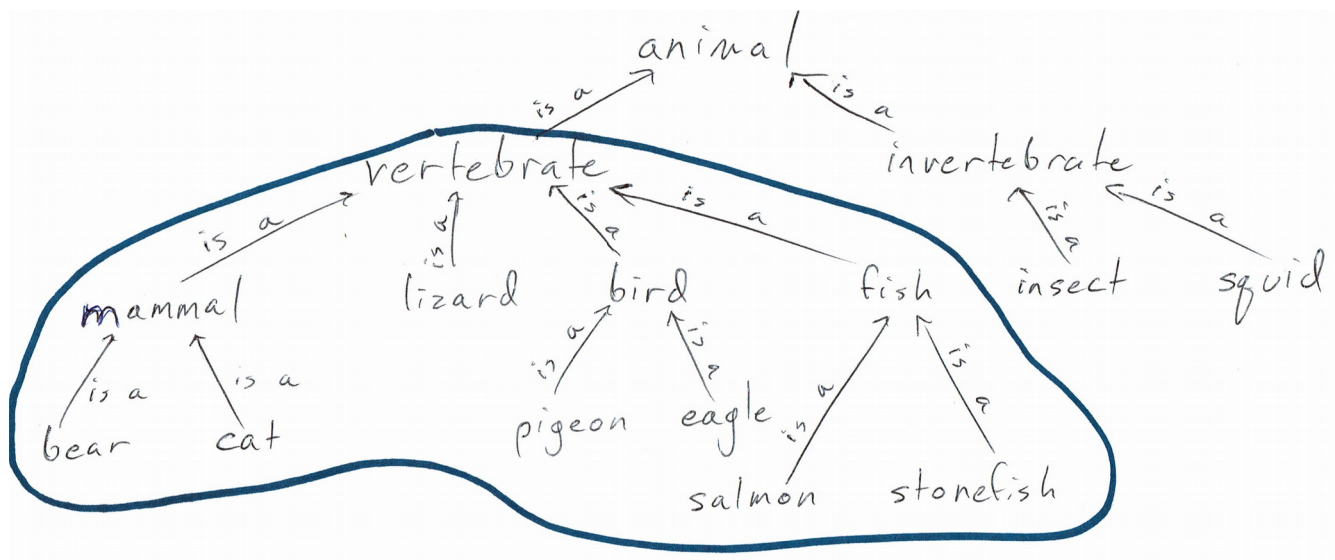 animal
is a
is a
vertebrate
invertebrate
is a
is a
is a
is a
is a
is a
mammal
lizard
bird
fish
insect
squid
is a
is a
is a
is a
is a
is a
bear
cat
pigeon
eagle
salmon
stonefish